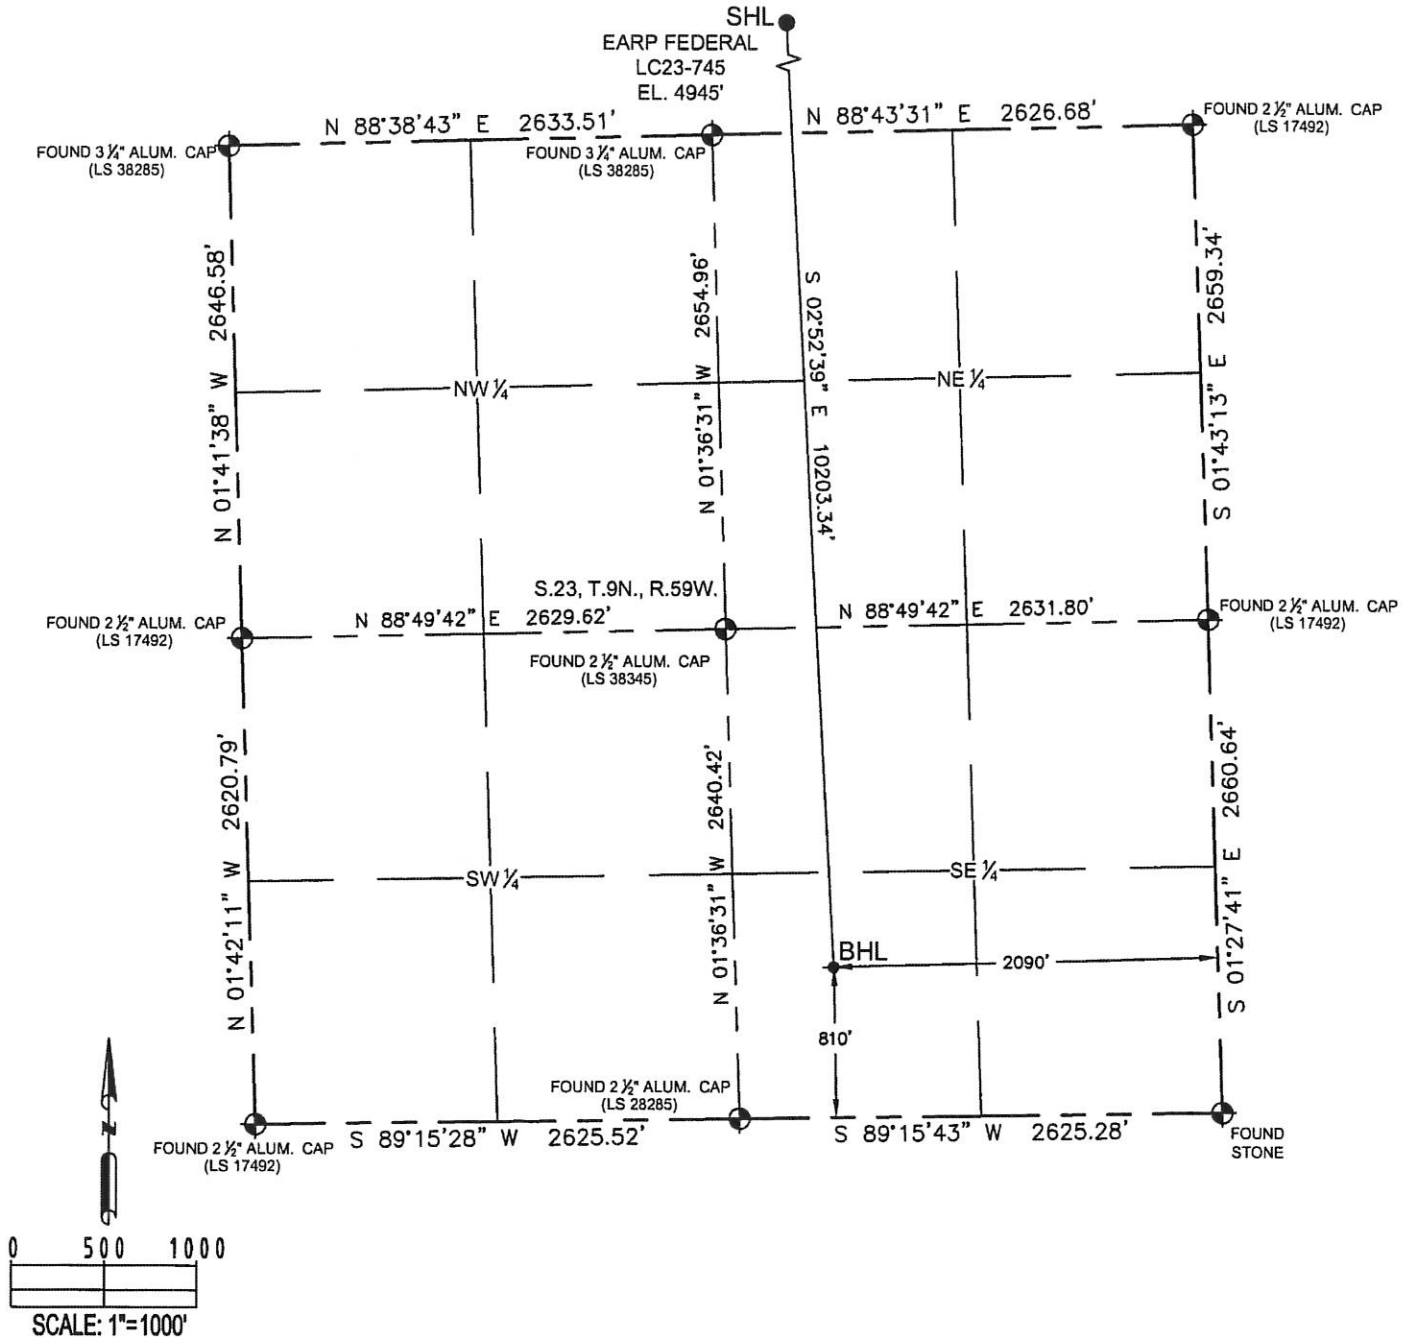 SHL
EARP FEDERAL
LC23-745
EL. 4945'
N 88°38'43" E 2633.51'
N 88°43'31" E 2626.68'
FOUND 2 ½" ALUM. CAP
(LS 17492)
FOUND 3 ¼" ALUM. CAP
(LS 38285)
FOUND 3 ¼" ALUM. CAP
(LS 38285)
N 01°41'38" W 2646.58'
N 01°36'31" W 2654.96'
S 02°52'39" E 10203.34'
S 01°43'13" E 2659.34'
NW ¼
NE ¼
S.23, T.9N., R.59W.
FOUND 2 ½" ALUM. CAP
(LS 17492)
N 88°49'42" E 2629.62'
N 88°49'42" E 2631.80'
FOUND 2 ½" ALUM. CAP
(LS 17492)
FOUND 2 ½" ALUM. CAP
(LS 38345)
N 01°42'11" W 2620.79'
N 01°36'31" W 2640.42'
S 01°27'41" E 2660.64'
SW ¼
SE ¼
BHL
2090'
810'
FOUND 2 ½" ALUM. CAP
(LS 28285)
FOUND 2 ½" ALUM. CAP
(LS 17492)
S 89°15'28" W 2625.52'
S 89°15'43" W 2625.28'
FOUND
STONE
N
0 500 1000
SCALE: 1"=1000'